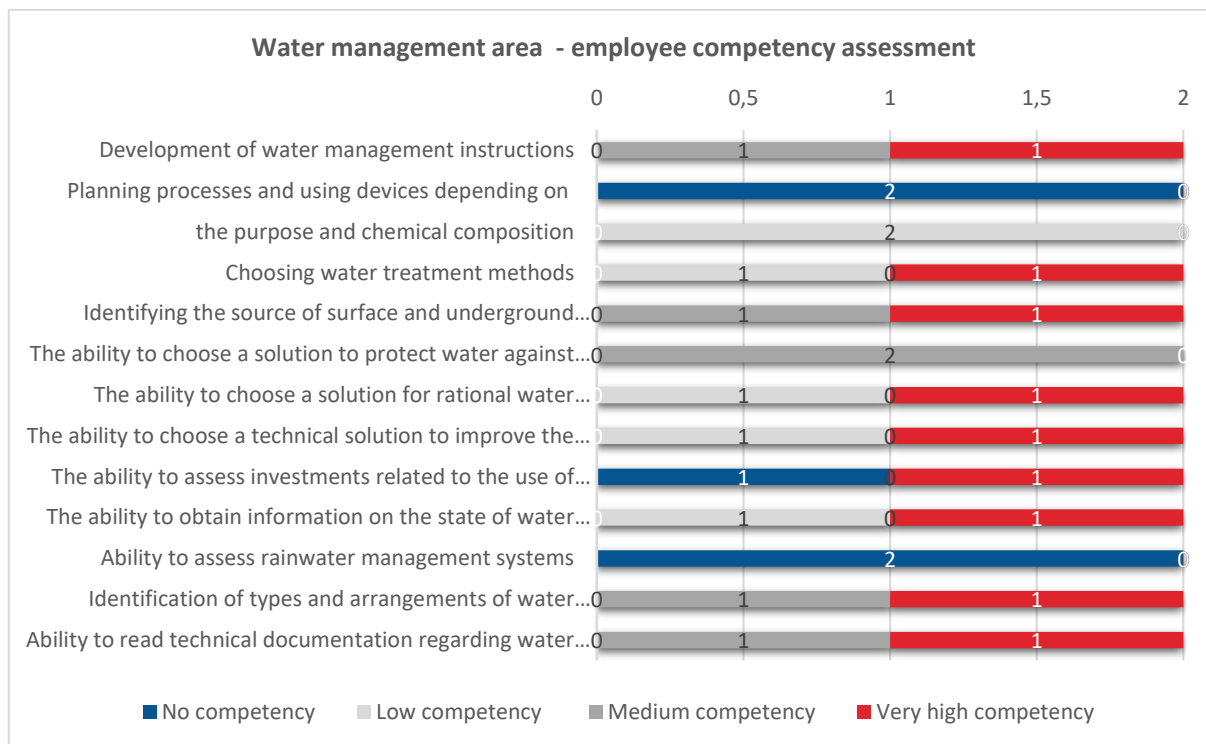 Water management area - employee competency assessment
0 0,5 1 1,5 2
Development of water management instructions 0 1 1
Planning processes and using devices depending on 2 0
the purpose and chemical composition 0 2 0
Choosing water treatment methods 0 1 0 1
Identifying the source of surface and underground... 0 1 1
The ability to choose a solution to protect water against... 0 2 0
The ability to choose a solution for rational water... 0 1 0 1
The ability to choose a technical solution to improve the... 0 1 0 1
The ability to assess investments related to the use of... 1 0 1
The ability to obtain information on the state of water... 0 1 0 1
Ability to assess rainwater management systems 2 0
Identification of types and arrangements of water... 0 1 1
Ability to read technical documentation regarding water... 0 1 1
No competency Low competency Medium competency Very high competency